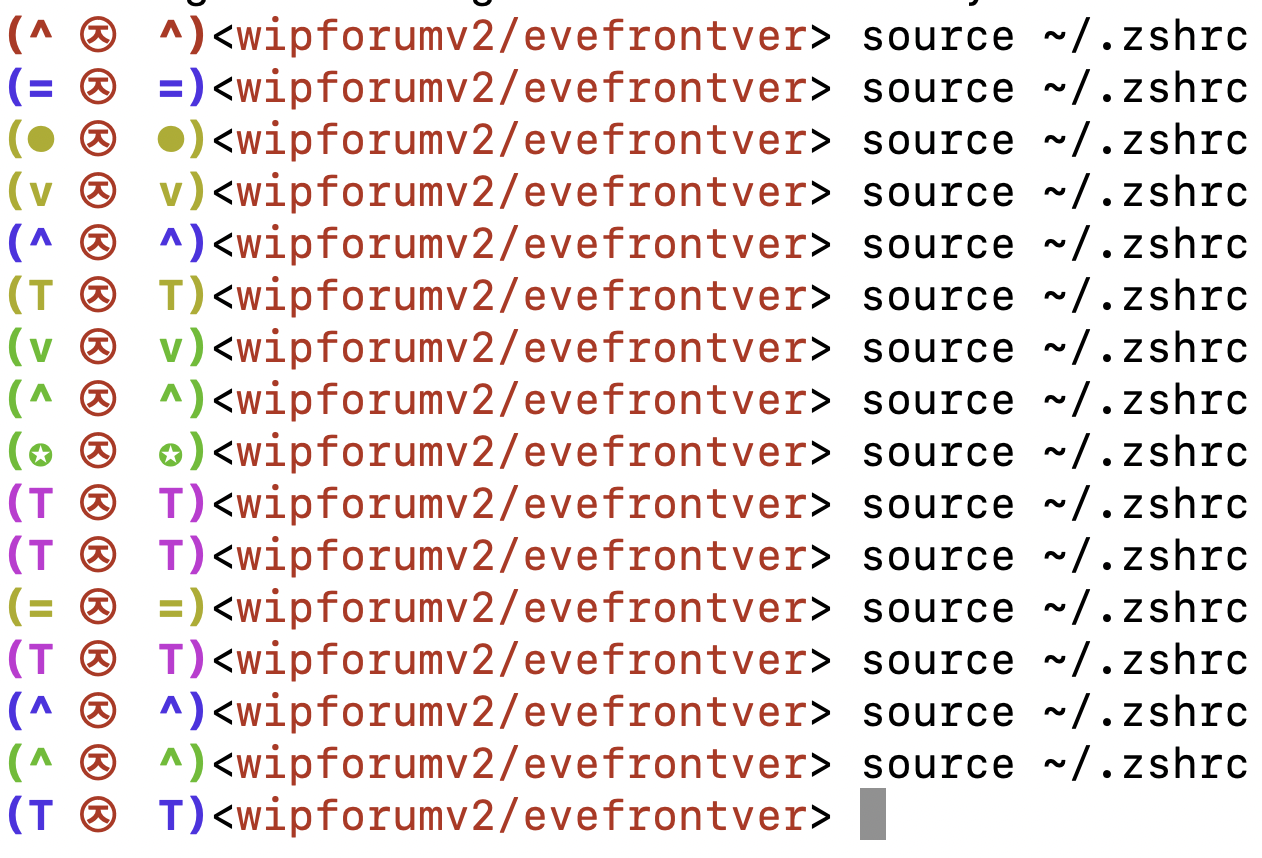 (^ ㉨ ^)<wipforumv2/evefrontver> source ~/.zshrc
(= ㉨ =)<wipforumv2/evefrontver> source ~/.zshrc
(● ㉨ ●)<wipforumv2/evefrontver> source ~/.zshrc
(v ㉨ v)<wipforumv2/evefrontver> source ~/.zshrc
(^ ㉨ ^)<wipforumv2/evefrontver> source ~/.zshrc
(T ㉨ T)<wipforumv2/evefrontver> source ~/.zshrc
(v ㉨ v)<wipforumv2/evefrontver> source ~/.zshrc
(^ ㉨ ^)<wipforumv2/evefrontver> source ~/.zshrc
(✪ ㉨ ✪)<wipforumv2/evefrontver> source ~/.zshrc
(T ㉨ T)<wipforumv2/evefrontver> source ~/.zshrc
(T ㉨ T)<wipforumv2/evefrontver> source ~/.zshrc
(= ㉨ =)<wipforumv2/evefrontver> source ~/.zshrc
(T ㉨ T)<wipforumv2/evefrontver> source ~/.zshrc
(^ ㉨ ^)<wipforumv2/evefrontver> source ~/.zshrc
(^ ㉨ ^)<wipforumv2/evefrontver> source ~/.zshrc
(T ㉨ T)<wipforumv2/evefrontver>